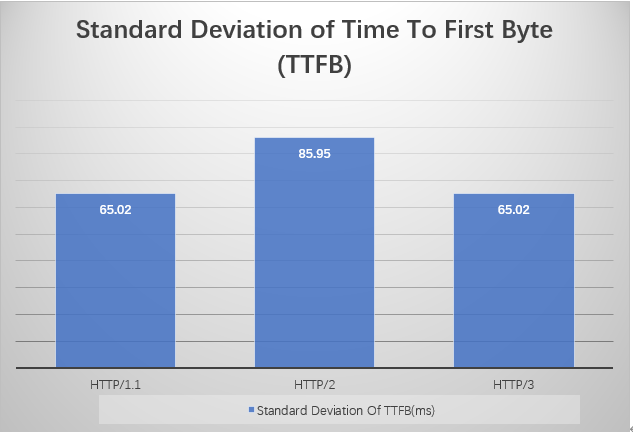 Standard Deviation of Time To First Byte
(TTFB)
85.95
65.02
65.02
HTTP/1.1
HTTP/2
HTTP/3
Standard Deviation Of TTFB(ms)